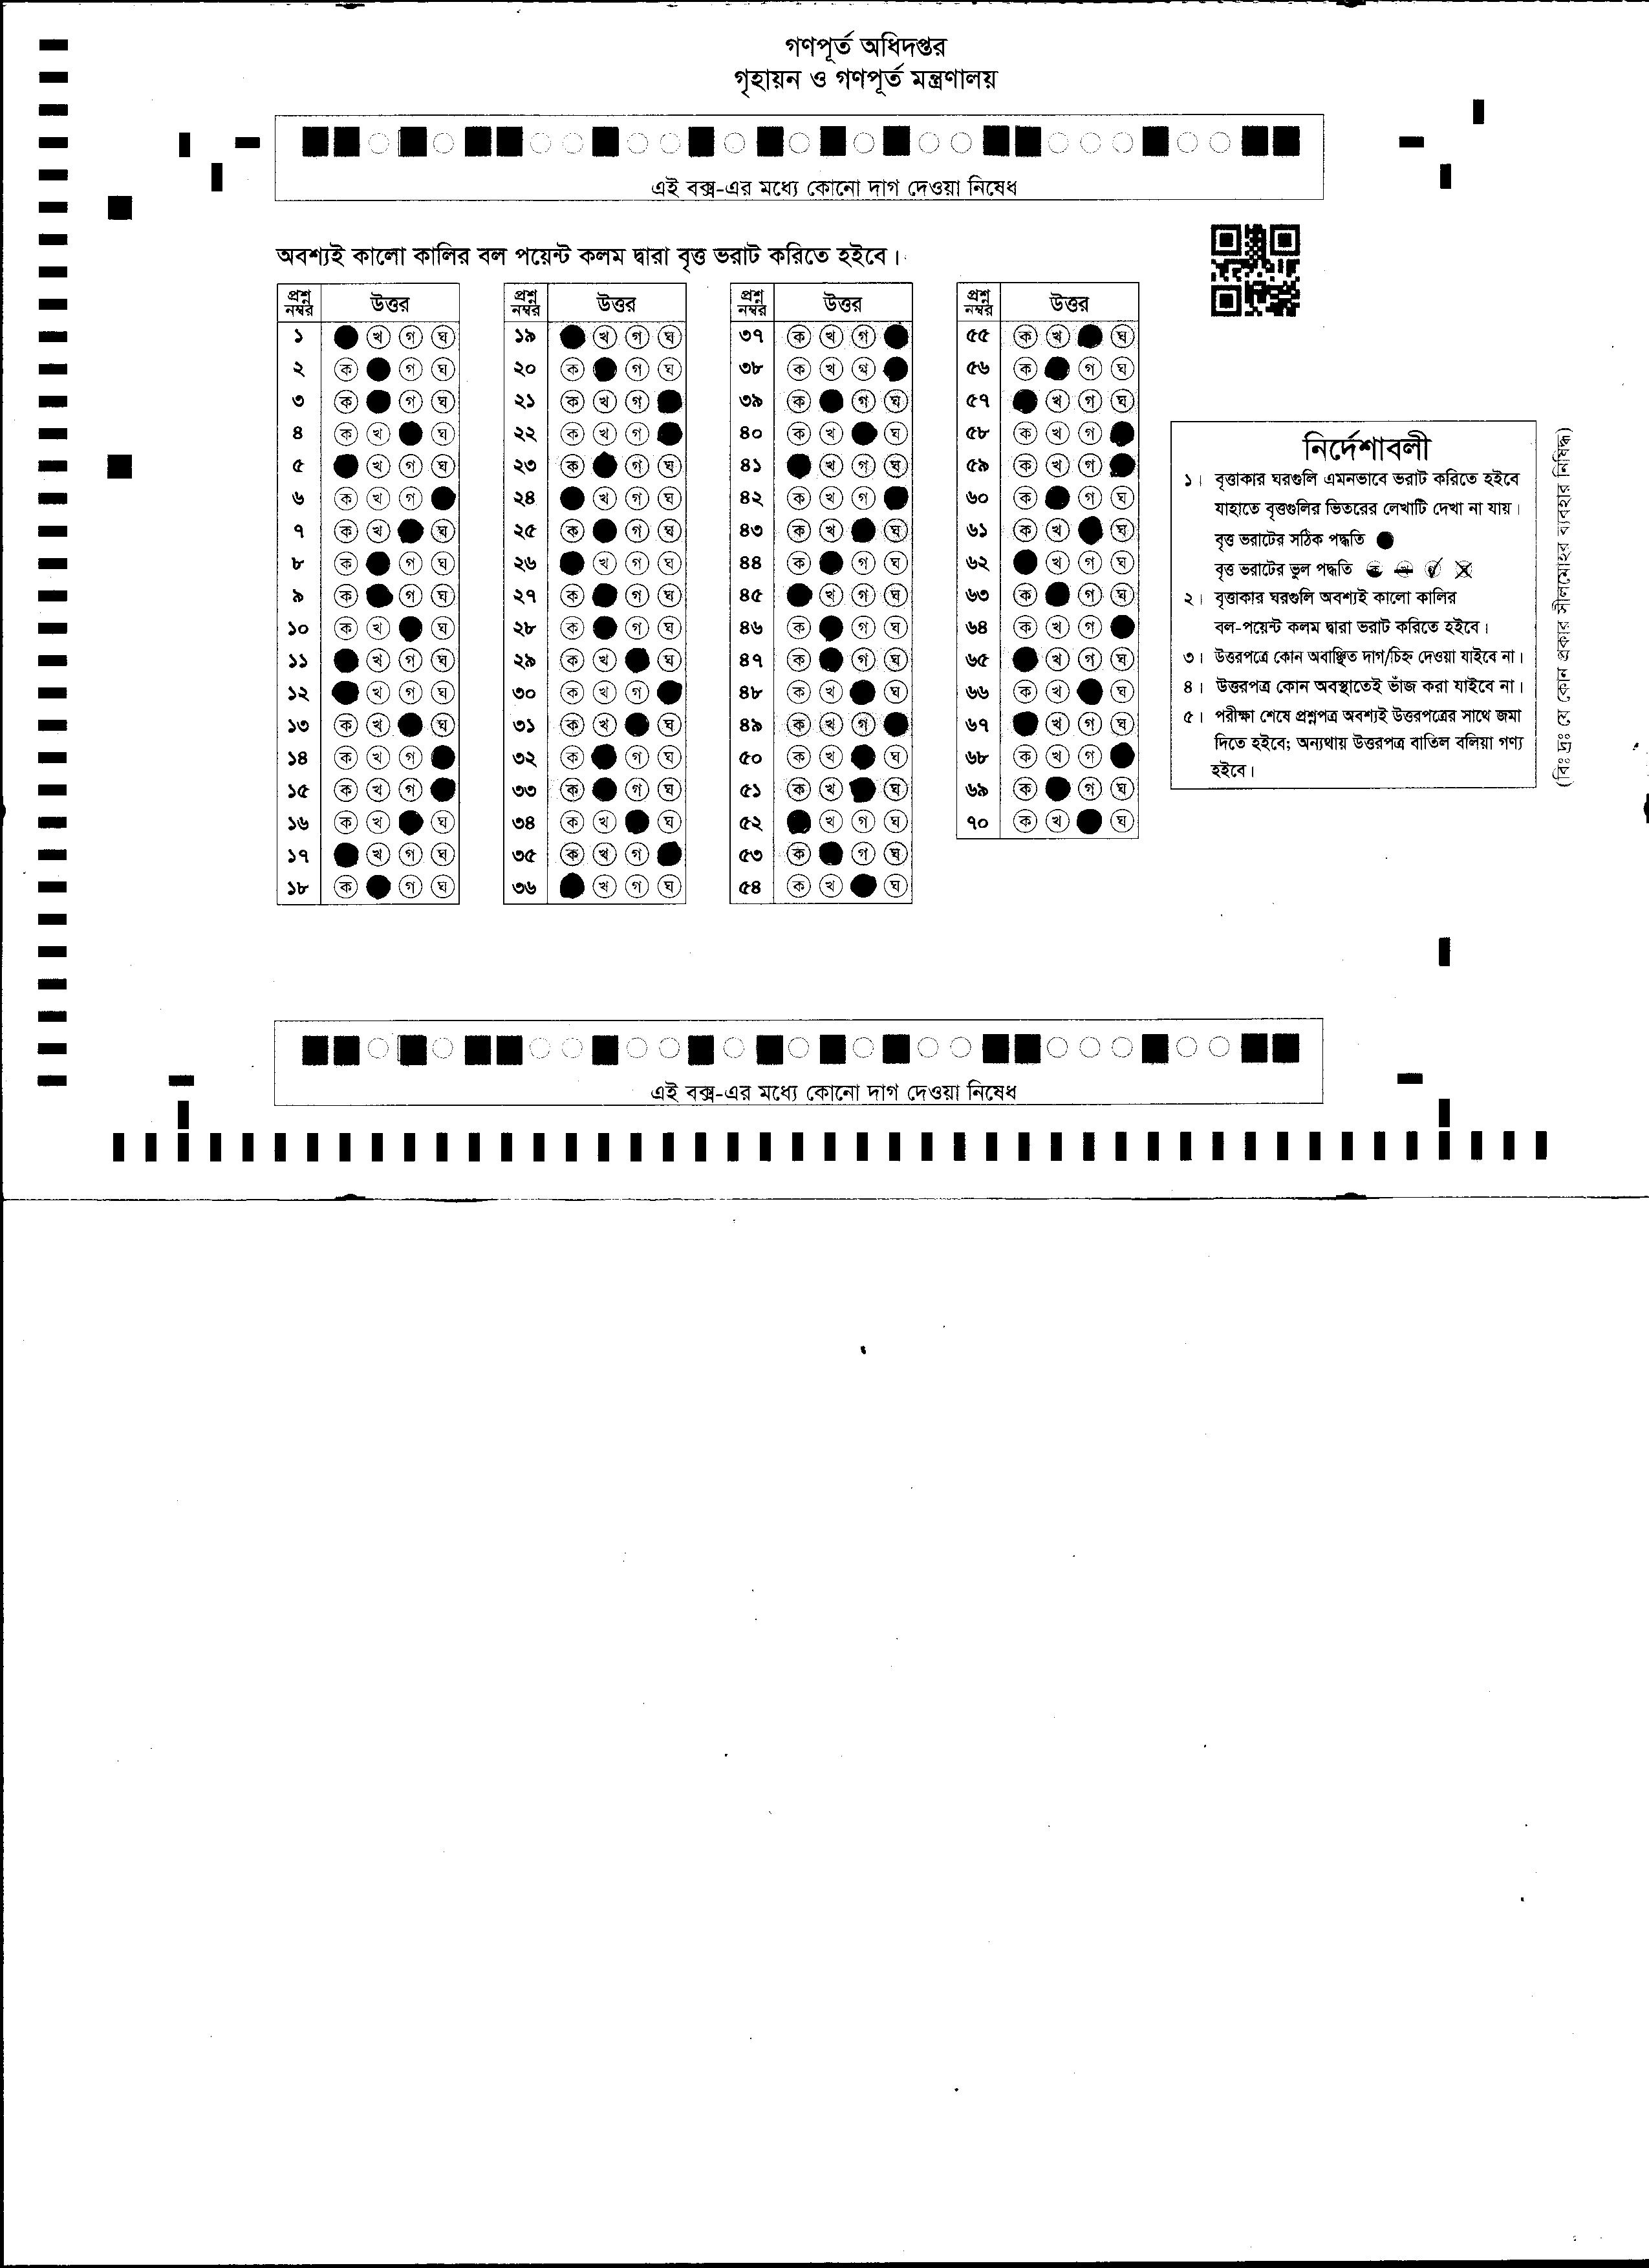 গণপূর্ত অধিদপ্তর
গৃহায়ন ও গণপূর্ত মন্ত্রণালয়
এই বক্স-এর মধ্যে কোনো দাগ দেওয়া নিষেধ
অবশ্যই কালো কালির বল পয়েন্ট কলম দ্বারা বৃত্ত ভরাট করিতে হইবে।
প্রশ্ন নম্বর উত্তর
১ খ গ ঘ
২ ক গ ঘ
৩ ক গ ঘ
৪ ক খ ঘ
৫ খ গ ঘ
৬ ক খ গ
৭ ক খ ঘ
৮ ক গ ঘ
৯ ক গ ঘ
১০ ক খ ঘ
১১ খ গ ঘ
১২ খ গ ঘ
১৩ ক খ ঘ
১৪ ক খ গ
১৫ ক খ গ
১৬ ক খ ঘ
১৭ খ গ ঘ
১৮ ক গ ঘ
প্রশ্ন নম্বর উত্তর
১৯ খ গ ঘ
২০ ক গ ঘ
২১ ক খ গ
২২ ক খ গ
২৩ ক গ ঘ
২৪ খ গ ঘ
২৫ ক গ ঘ
২৬ খ গ ঘ
২৭ ক গ ঘ
২৮ ক গ ঘ
২৯ ক খ ঘ
৩০ ক খ গ
৩১ ক খ ঘ
৩২ ক গ ঘ
৩৩ ক গ ঘ
৩৪ ক খ ঘ
৩৫ ক খ গ
৩৬ খ গ ঘ
প্রশ্ন নম্বর উত্তর
৩৭ ক খ গ
৩৮ ক খ গ
৩৯ ক গ ঘ
৪০ ক খ ঘ
৪১ খ গ ঘ
৪২ ক খ গ
৪৩ ক খ ঘ
৪৪ ক গ ঘ
৪৫ খ গ ঘ
৪৬ ক গ ঘ
৪৭ ক গ ঘ
৪৮ ক খ ঘ
৪৯ ক খ গ
৫০ ক খ ঘ
৫১ ক খ ঘ
৫২ খ গ ঘ
৫৩ ক গ ঘ
৫৪ ক খ ঘ
প্রশ্ন নম্বর উত্তর
৫৫ ক খ ঘ
৫৬ ক গ ঘ
৫৭ খ গ ঘ
৫৮ ক খ গ
৫৯ ক খ গ
৬০ ক গ ঘ
৬১ ক খ ঘ
৬২ খ গ ঘ
৬৩ ক গ ঘ
৬৪ ক খ গ
৬৫ খ গ ঘ
৬৬ ক খ ঘ
৬৭ খ গ ঘ
৬৮ ক খ গ
৬৯ ক গ ঘ
৭০ ক খ ঘ
নির্দেশাবলী
১। বৃত্তাকার ঘরগুলি এমনভাবে ভরাট করিতে হইবে
যাহাতে বৃত্তগুলির ভিতরের লেখাটি দেখা না যায়।
বৃত্ত ভরাটের সঠিক পদ্ধতি
বৃত্ত ভরাটের ভুল পদ্ধতি
২। বৃত্তাকার ঘরগুলি অবশ্যই কালো কালির
বল-পয়েন্ট কলম দ্বারা ভরাট করিতে হইবে।
৩। উত্তরপত্রে কোন অবাঞ্ছিত দাগ/চিহ্ন দেওয়া যাইবে না।
৪। উত্তরপত্র কোন অবস্থাতেই ভাঁজ করা যাইবে না।
৫। পরীক্ষা শেষে প্রশ্নপত্র অবশ্যই উত্তরপত্রের সাথে জমা
দিতে হইবে; অন্যথায় উত্তরপত্র বাতিল বলিয়া গণ্য
হইবে।
(বিঃ দ্রঃ যে কোন প্রকার সীলমোহর ব্যবহার নিষিদ্ধ)
এই বক্স-এর মধ্যে কোনো দাগ দেওয়া নিষেধ